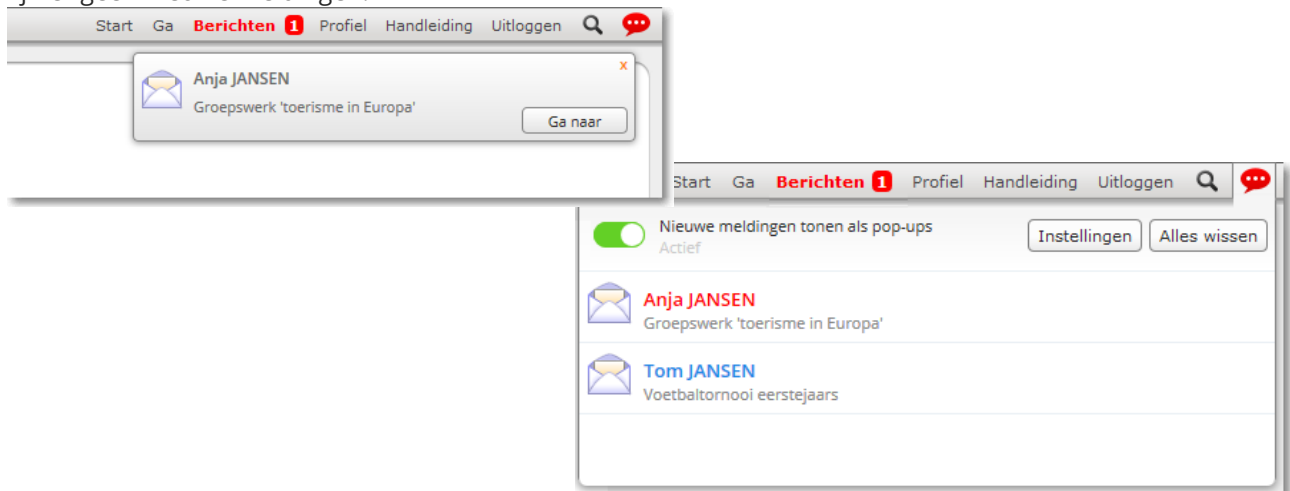 Start Ga Berichten 1 Profiel Handleiding Uitloggen
Anja JANSEN
x
Groepswerk 'toerisme in Europa'
Ga naar
Start Ga Berichten 1 Profiel Handleiding Uitloggen
Nieuwe meldingen tonen als pop-ups
Actief
Instellingen
Alles wissen
Anja JANSEN
Groepswerk 'toerisme in Europa'
Tom JANSEN
Voetbaltornooi eerstejaars